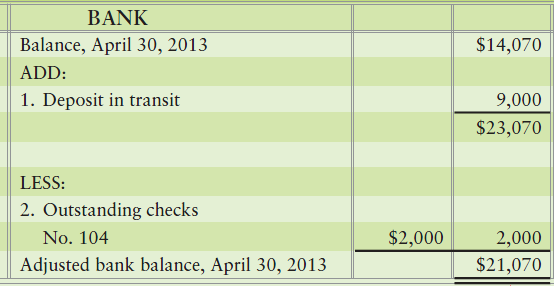 BANK
Balance, April 30, 2013 $14,070
ADD:
1. Deposit in transit 9,000
$23,070
LESS:
2. Outstanding checks
No. 104 $2,000 2,000
Adjusted bank balance, April 30, 2013 $21,070